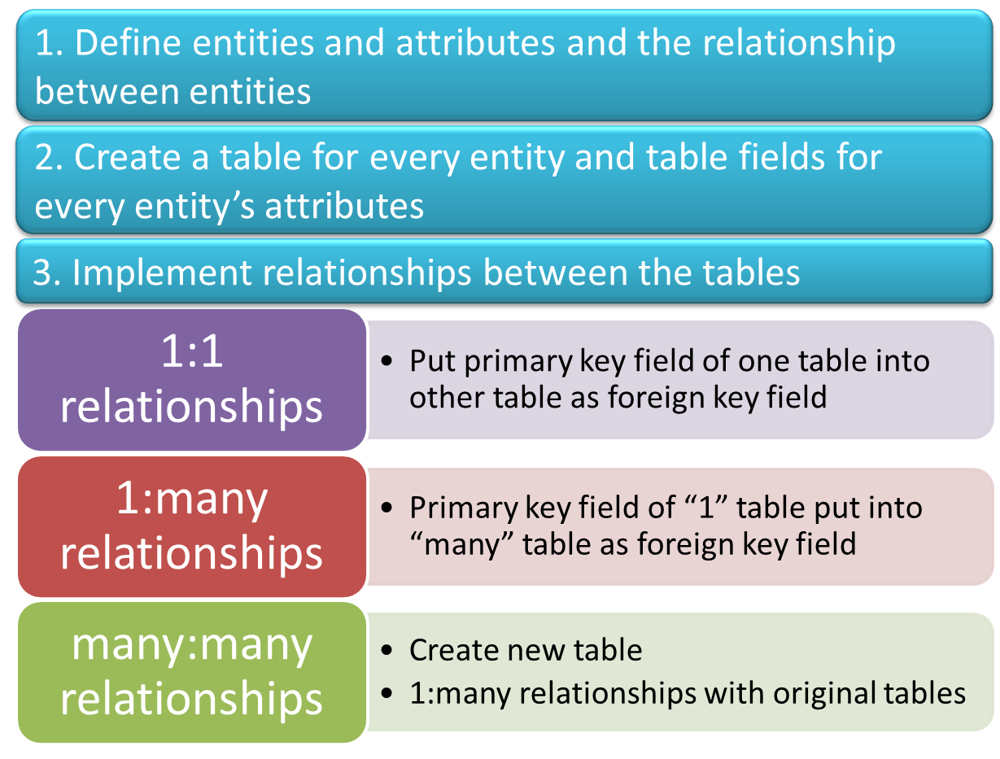 1. Define entities and attributes and the relationship
between entities
2. Create a table for every entity and table fields for
every entity’s attributes
3. Implement relationships between the tables
1:1
relationships
• Put primary key field of one table into
other table as foreign key field
1:many
relationships
• Primary key field of “1” table put into
“many” table as foreign key field
many:many
relationships
• Create new table
• 1:many relationships with original tables